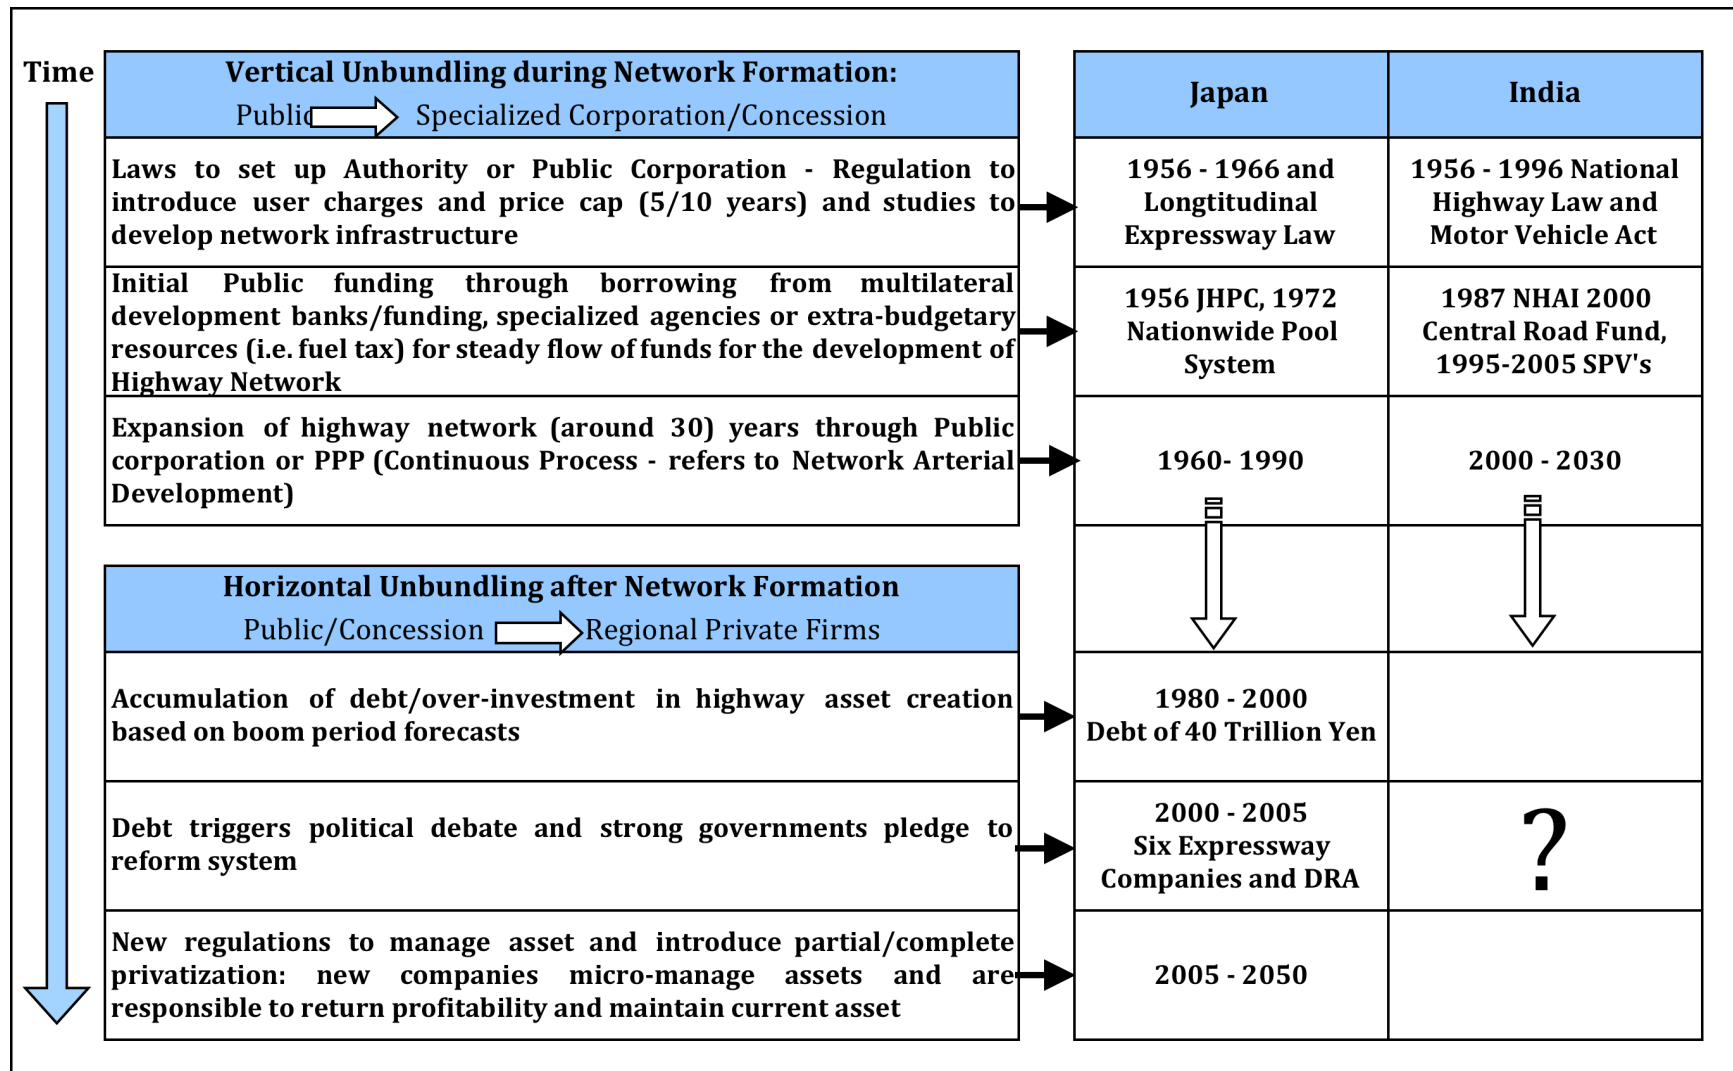 Time
Vertical Unbundling during Network Formation:
Public Specialized Corporation/Concession
Japan
India
Laws to set up Authority or Public Corporation - Regulation to
introduce user charges and price cap (5/10 years) and studies to
develop network infrastructure
1956 - 1966 and
Longtitudinal
Expressway Law
1956 - 1996 National
Highway Law and
Motor Vehicle Act
Initial Public funding through borrowing from multilateral
development banks/funding, specialized agencies or extra-budgetary
resources (i.e. fuel tax) for steady flow of funds for the development of
Highway Network
1956 JHPC, 1972
Nationwide Pool
System
1987 NHAI 2000
Central Road Fund,
1995-2005 SPV's
Expansion of highway network (around 30) years through Public
corporation or PPP (Continuous Process - refers to Network Arterial
Development)
1960- 1990
2000 - 2030
Horizontal Unbundling after Network Formation
Public/Concession Regional Private Firms
Accumulation of debt/over-investment in highway asset creation
based on boom period forecasts
1980 - 2000
Debt of 40 Trillion Yen
Debt triggers political debate and strong governments pledge to
reform system
2000 - 2005
Six Expressway
Companies and DRA
?
New regulations to manage asset and introduce partial/complete
privatization: new companies micro-manage assets and are
responsible to return profitability and maintain current asset
2005 - 2050